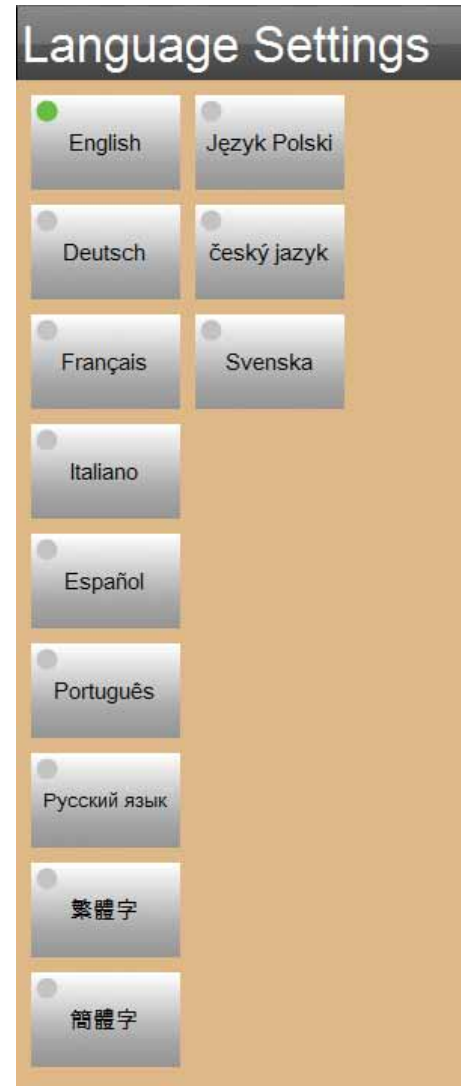 Language Settings
English
Język Polski
Deutsch
český jazyk
Français
Svenska
Italiano
Español
Português
Русский язык
繁體字
簡體字